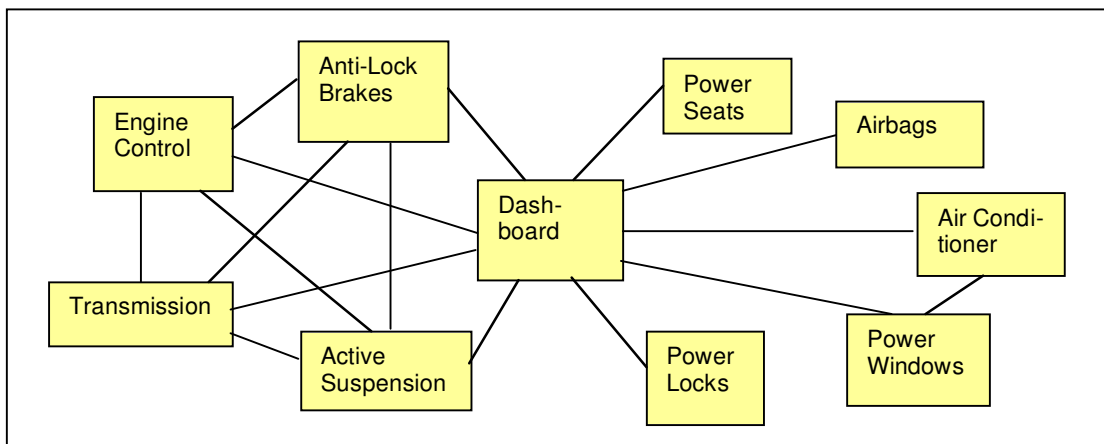 Anti-Lock
Brakes
Power
Seats
Engine
Control
Airbags
Dash-
board
Air Condi-
tioner
Transmission
Active
Suspension
Power
Locks
Power
Windows